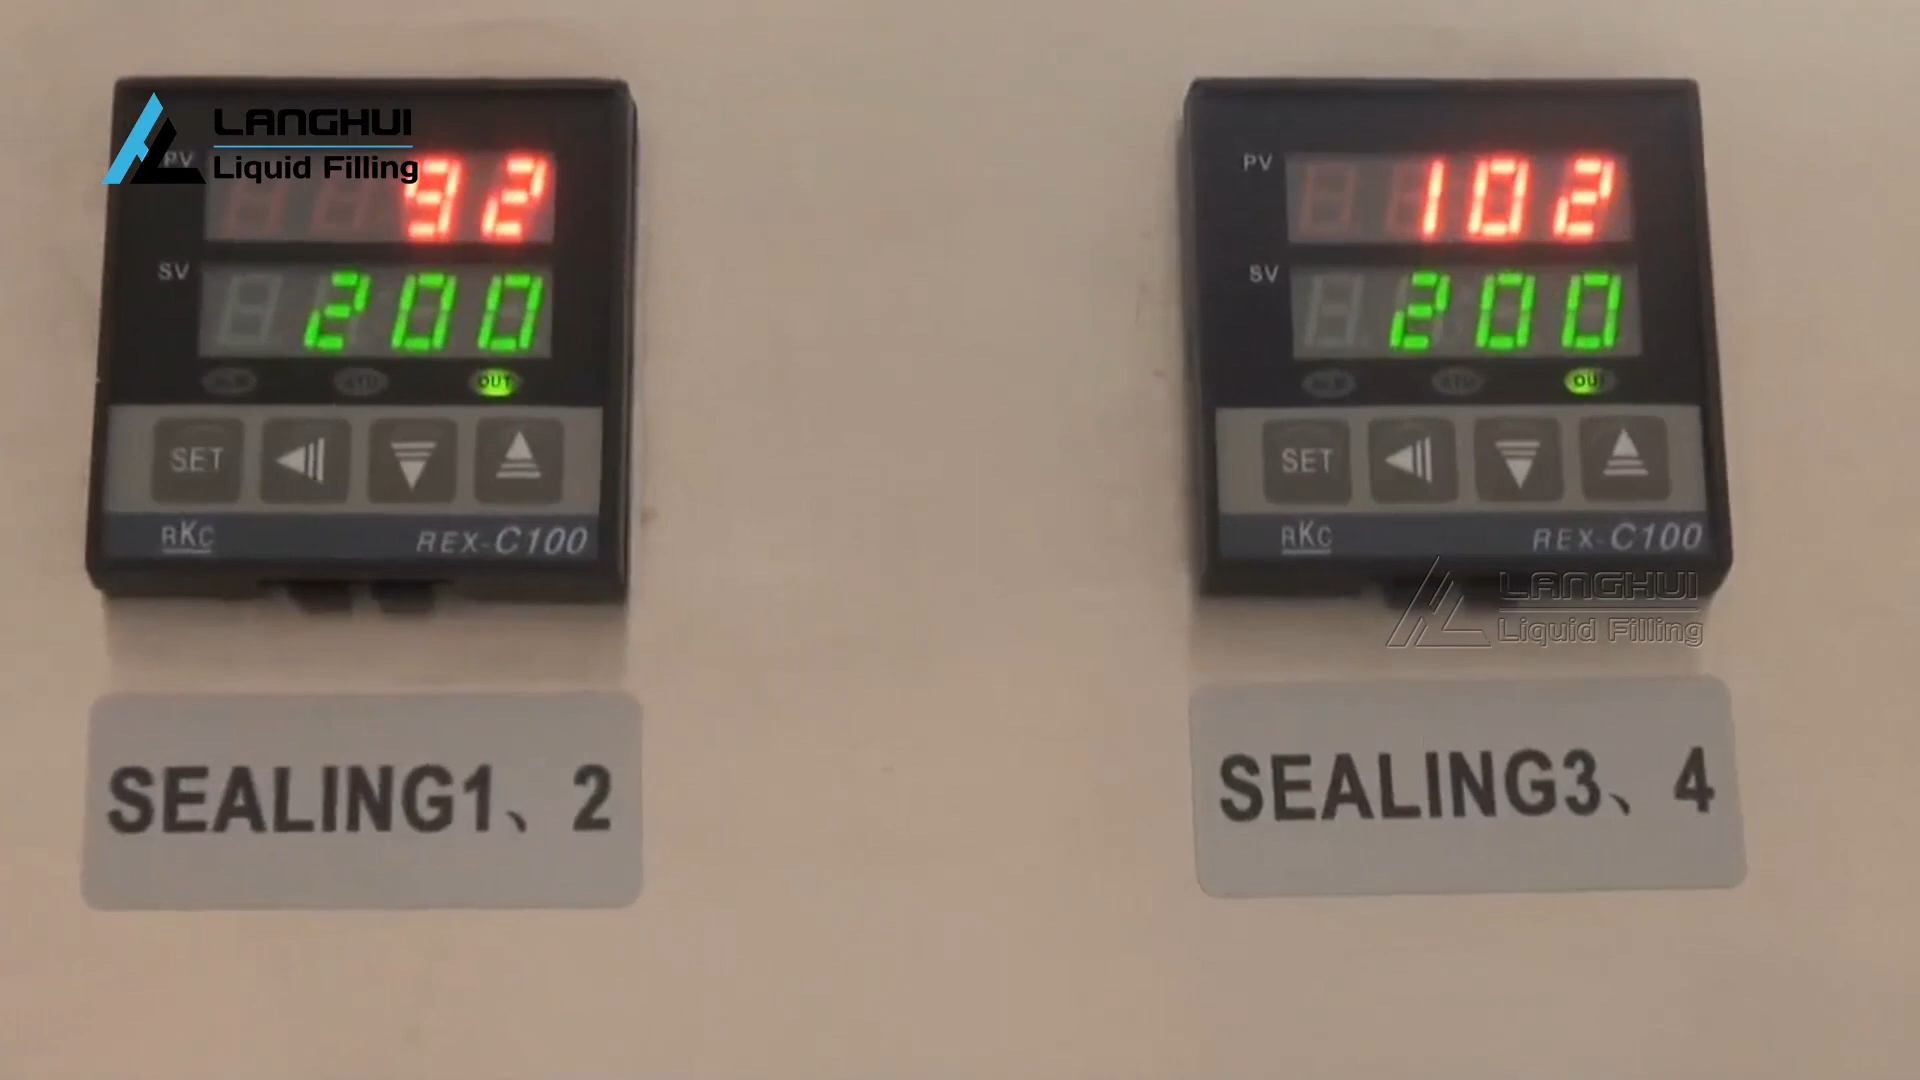 LANGHUI
Liquid Filling
PV
92
SV
200
OUT
SET
RKC
REX-C100
SEALING1、2
PV
102
SV
200
OUT
SET
RKC
REX-C100
LANGHUI
Liquid Filling
SEALING3、4